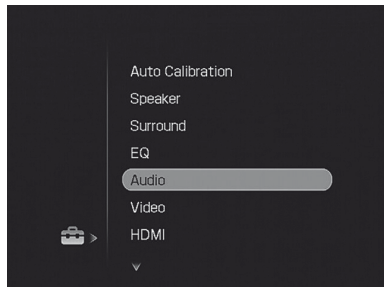 Auto Calibration
Speaker
Surround
EQ
Audio
Video
HDMI